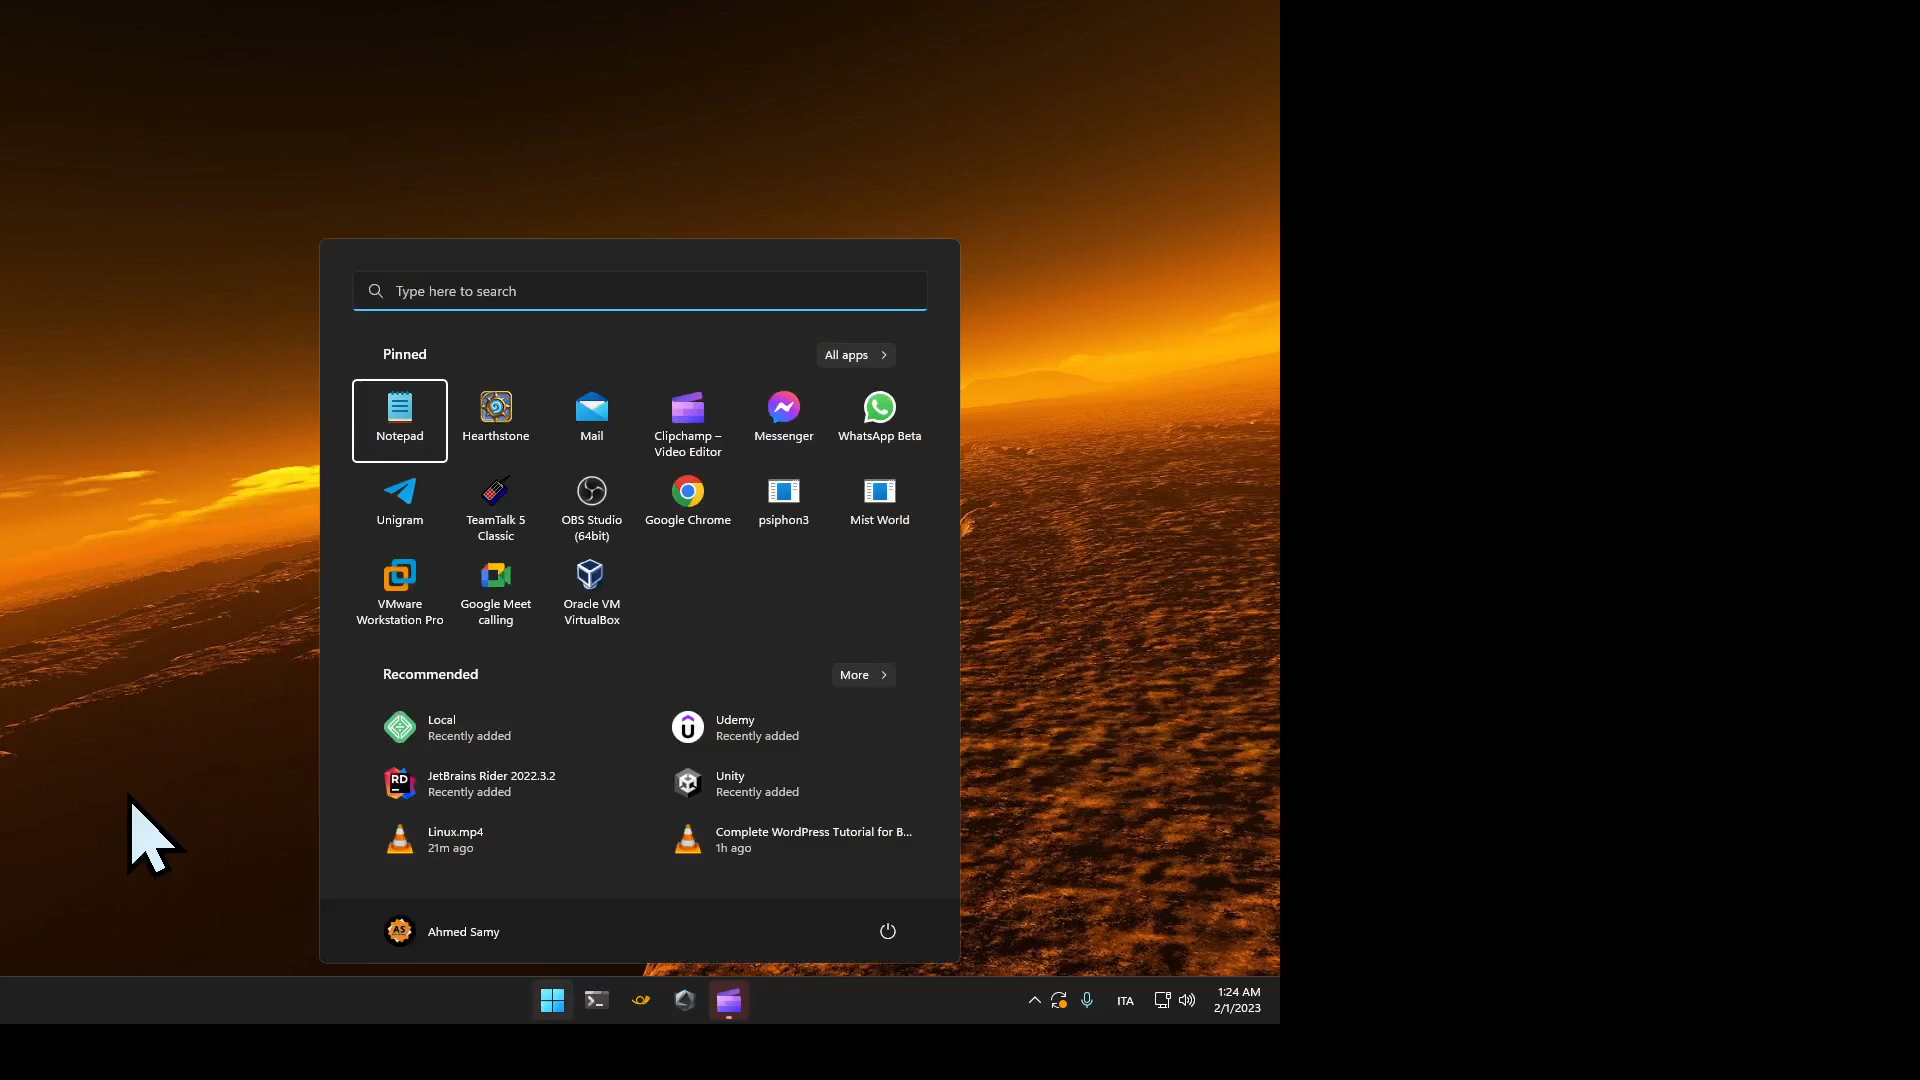 Type here to search
Pinned
All apps
Notepad
Hearthstone
Mail
Clipchamp –
Video Editor
Messenger
WhatsApp Beta
Unigram
TeamTalk 5
Classic
OBS Studio
(64bit)
Google Chrome
psiphon3
Mist World
VMware
Workstation Pro
Google Meet
calling
Oracle VM
VirtualBox
Recommended
More
Local
Recently added
Udemy
Recently added
RD
JetBrains Rider 2022.3.2
Recently added
Unity
Recently added
Linux.mp4
21m ago
Complete WordPress Tutorial for B...
1h ago
AS
Ahmed Samy
ITA
1:24 AM
2/1/2023